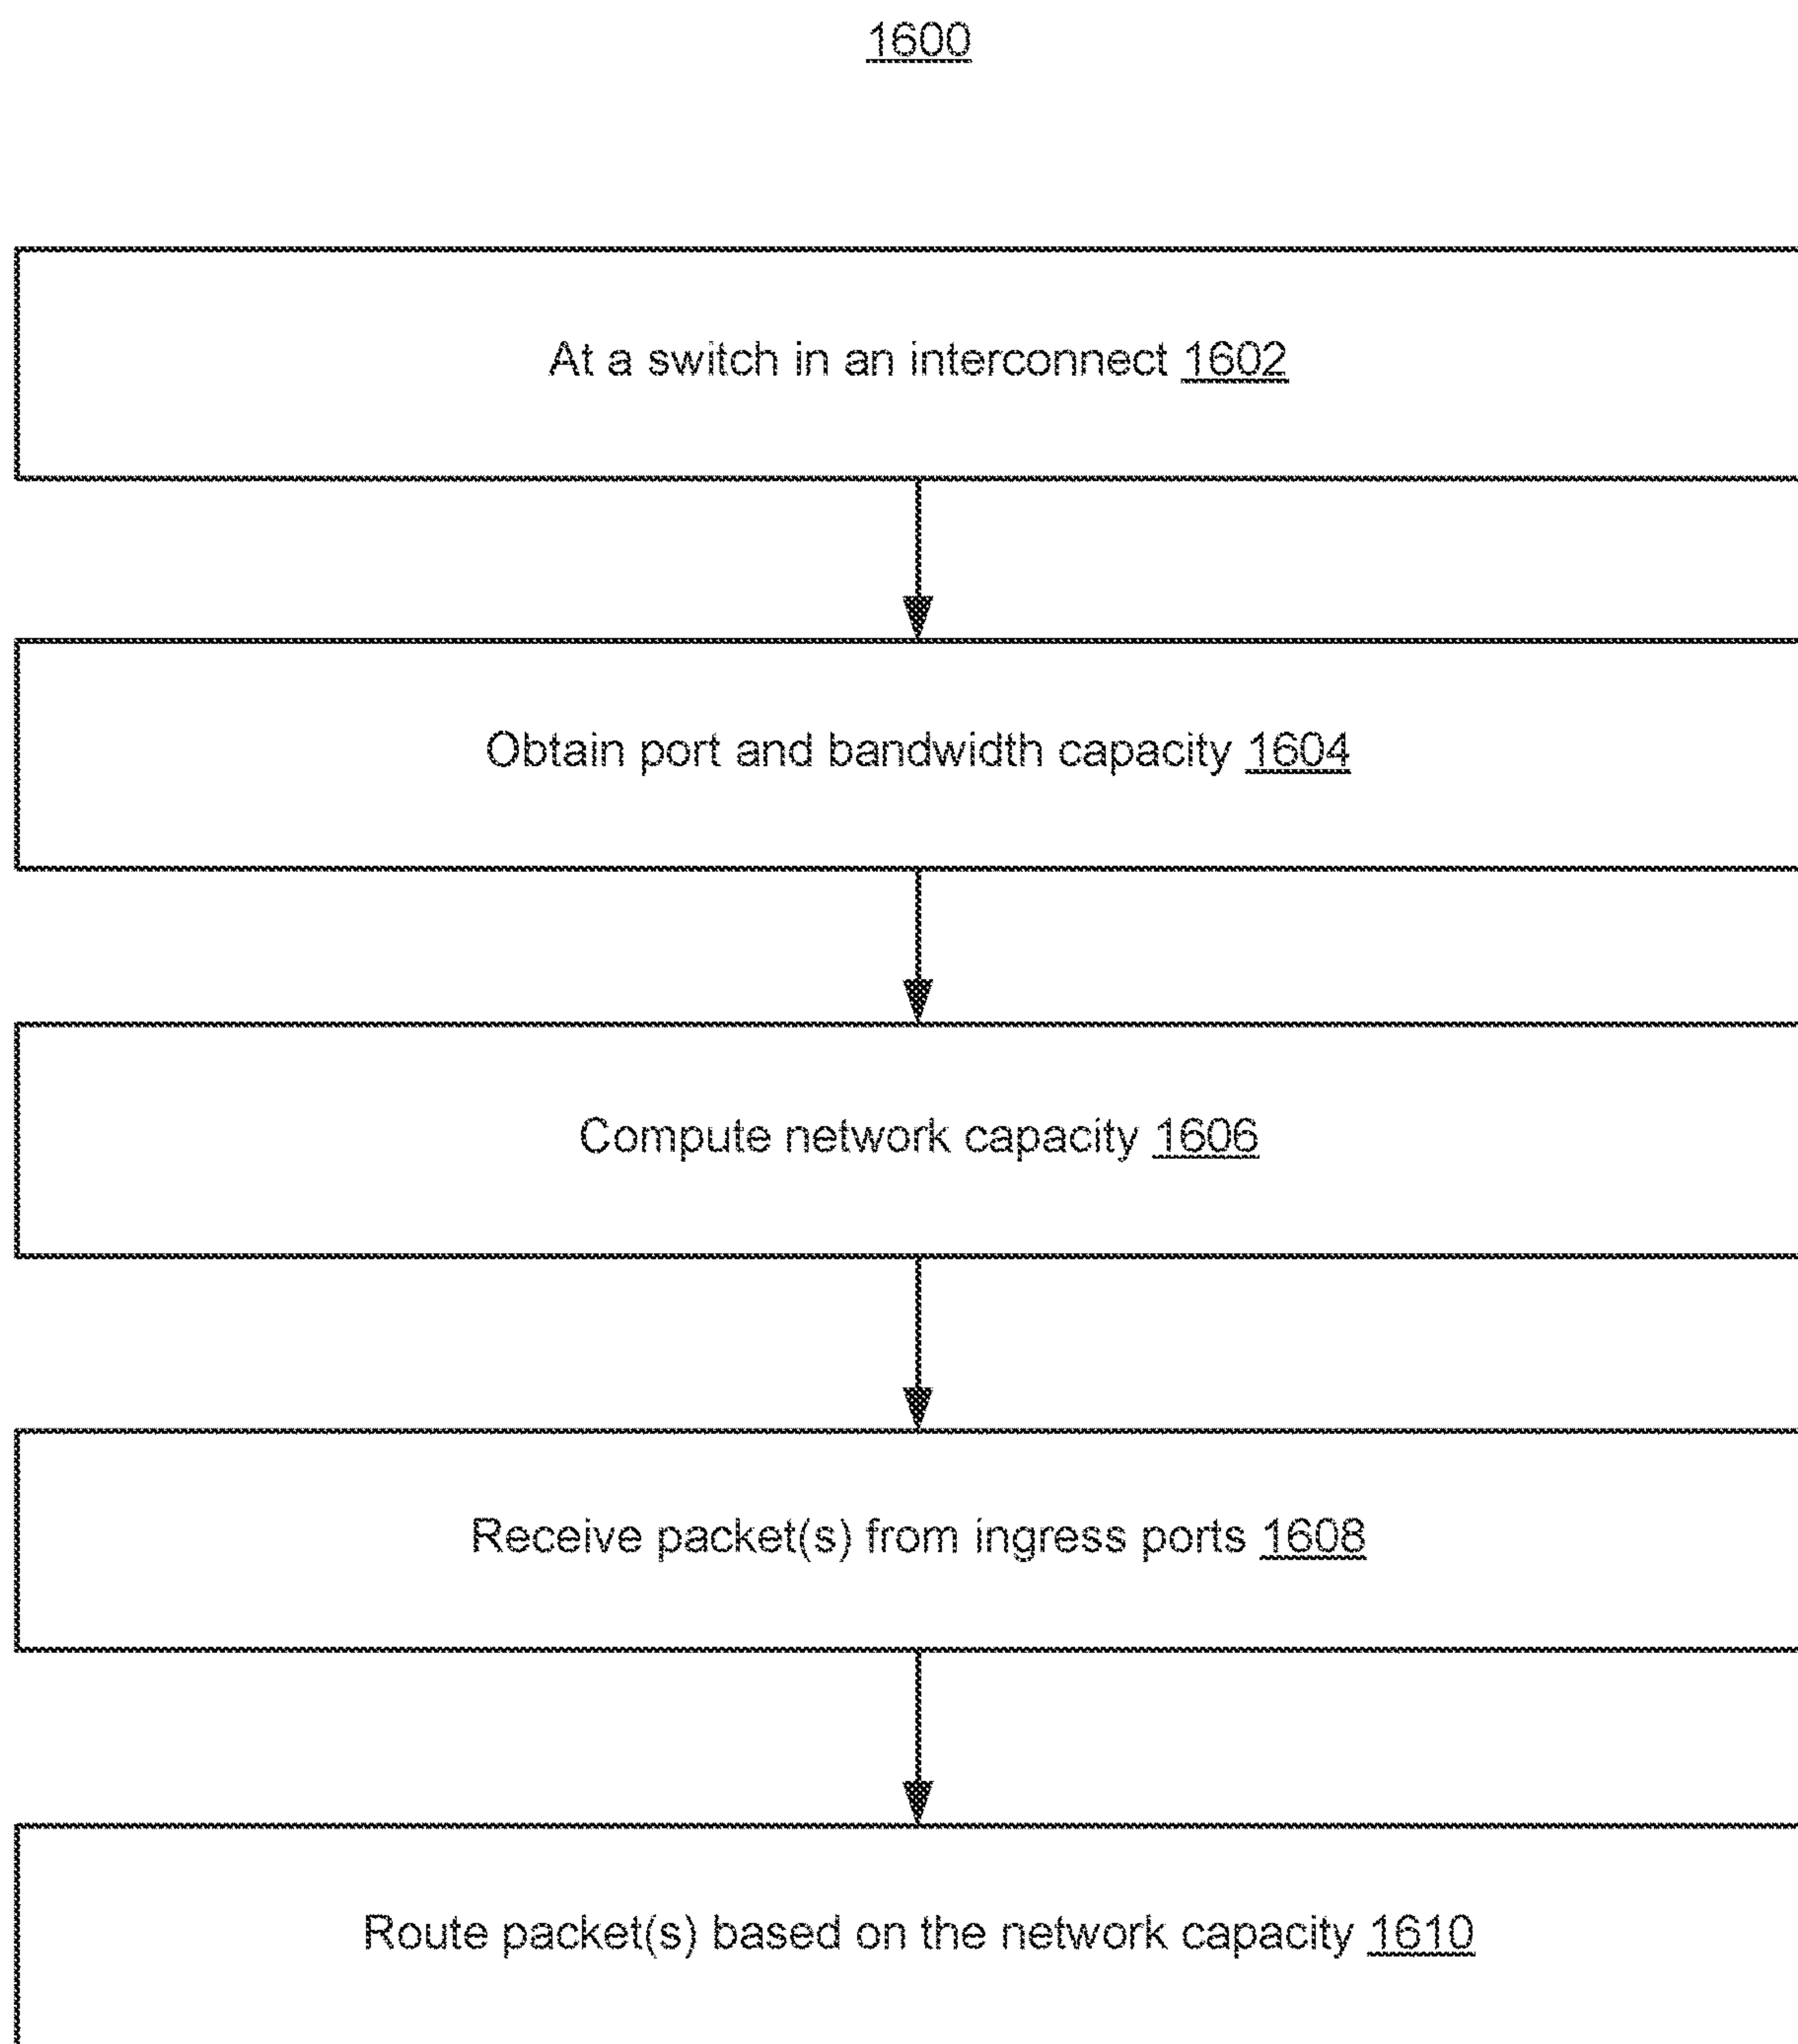 1600
At a switch in an interconnect 1602
Obtain port and bandwidth capacity 1604
Compute network capacity 1606
Receive packet(s) from ingress ports 1608
Route packet(s) based on the network capacity 1610